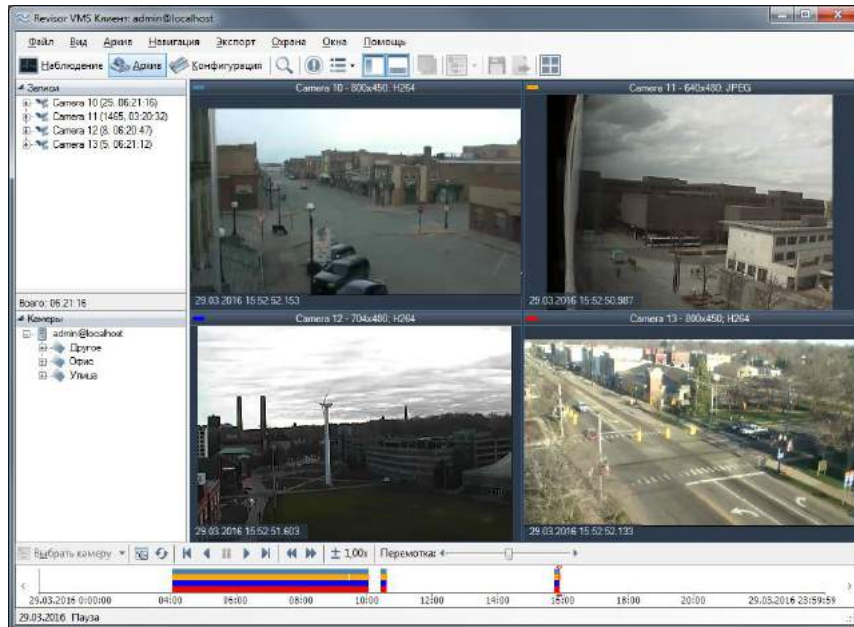 Revisor VMS Клиент: admin@localhost
Файл Вид Архив Навигация Экспорт Охрана Окна Помощь
Наблюдение Архив Конфигурация
Записи
Camera 10 (25, 06:21:16)
Camera 11 (1465, 03:20:32)
Camera 12 (8, 06:20:47)
Camera 13 (5, 06:21:12)
Всего: 06:21:16
Камеры
admin@localhost
Другое
Офис
Улица
Camera 10 - 800x450; H264
29.03.2016 15:52:52.153
Camera 11 - 640x480; JPEG
29.03.2016 15:52:50.987
Camera 12 - 704x480; H264
29.03.2016 15:52:51.603
Camera 13 - 800x450; H264
29.03.2016 15:52:52.133
Выбрать камеру ± 1,00x Перемотка:
29.03.2016 0:00:00 04:00 06:00 08:00 10:00 12:00 14:00 16:00 18:00 20:00 29.03.2016 23:59:59
29.03.2016 Пауза